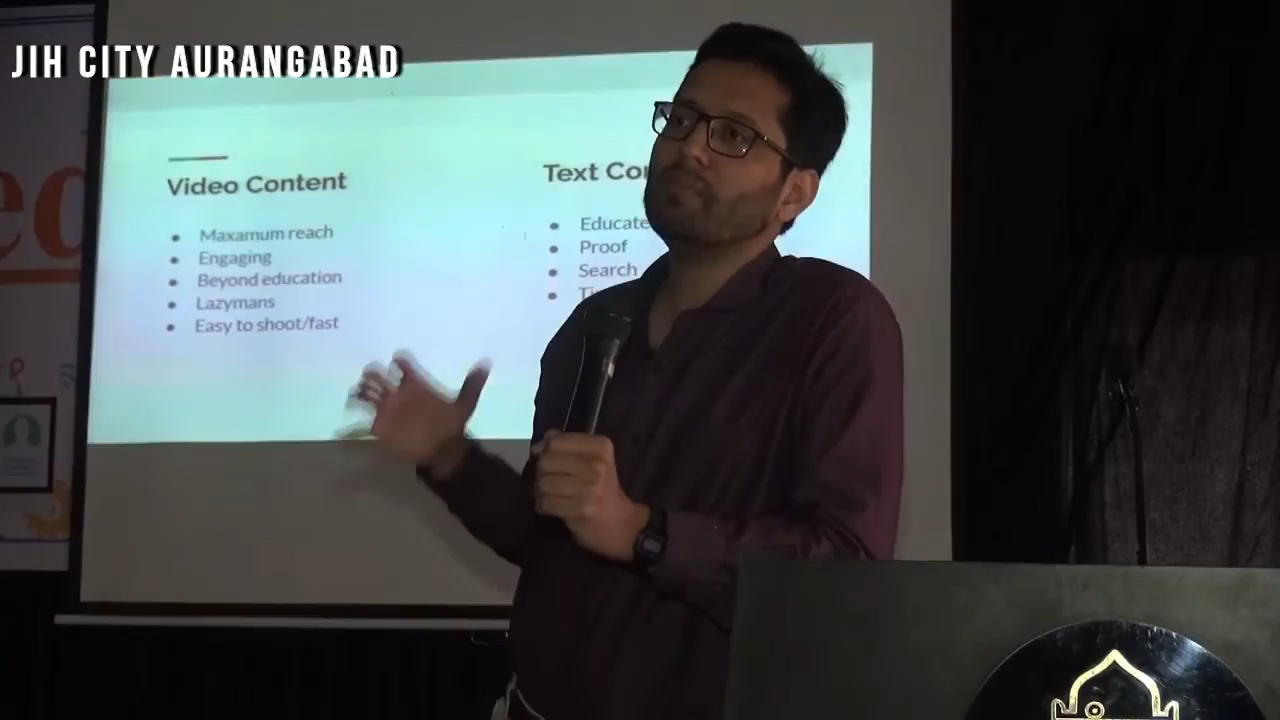 JIH CITY AURANGABAD
Video Content
Maxamum reach
Engaging
Beyond education
Lazymans
Easy to shoot/fast
Text
Educate
Proof
Search